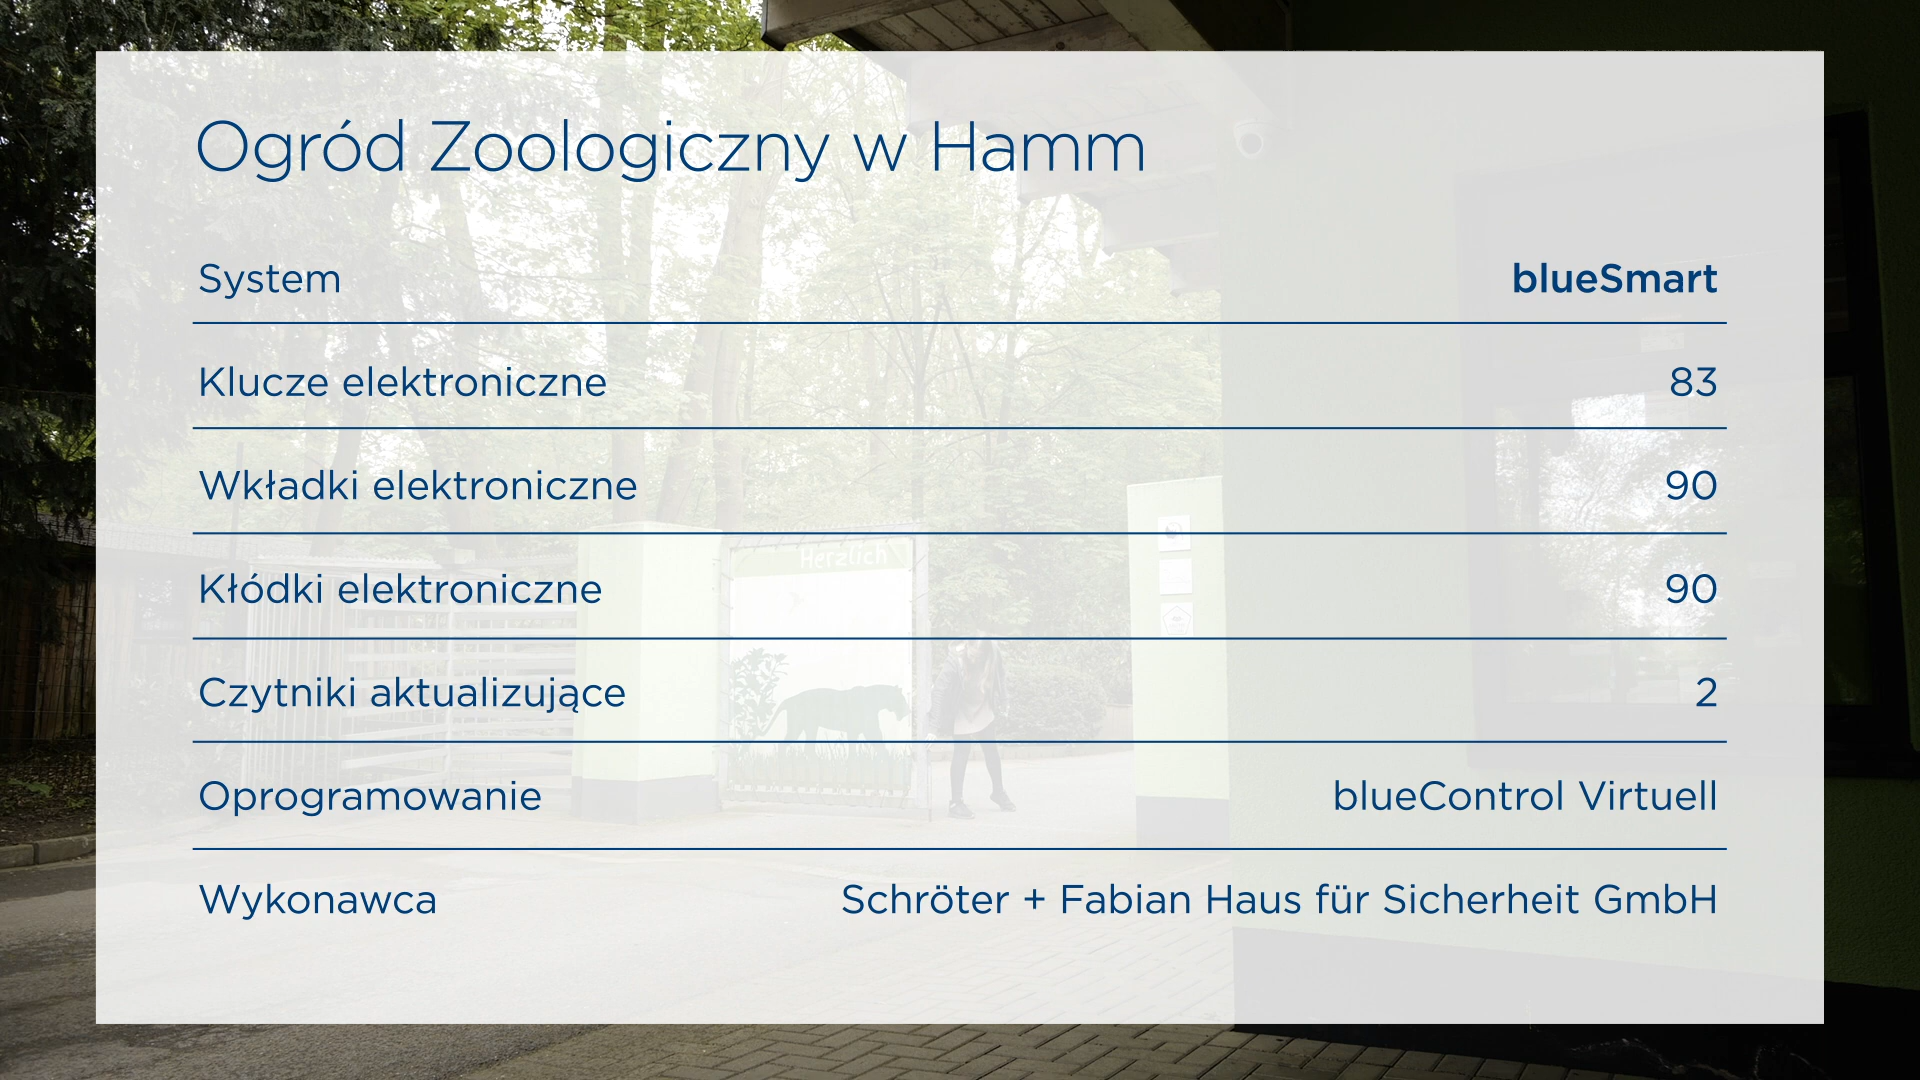 Ogród Zoologiczny w Hamm
System blueSmart
Klucze elektroniczne 83
Wkładki elektroniczne 90
Kłódki elektroniczne 90
Herzlich
Czytniki aktualizujące 2
Oprogramowanie blueControl Virtuell
Wykonawca Schröter + Fabian Haus für Sicherheit GmbH